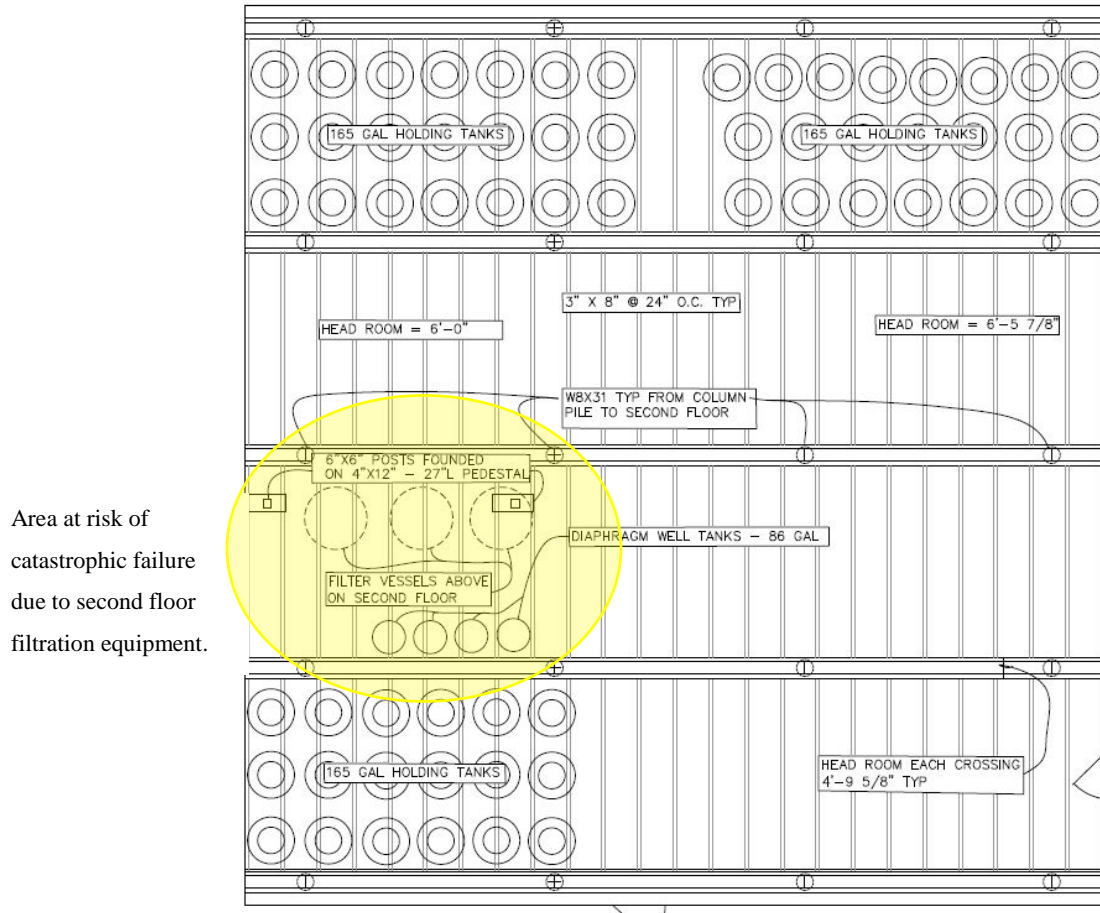 165 GAL HOLDING TANKS
165 GAL HOLDING TANKS
3" X 8" @ 24" O.C. TYP
HEAD ROOM = 6'-0"
HEAD ROOM = 6'-5 7/8"
W8X31 TYP FROM COLUMN
PILE TO SECOND FLOOR
6"X6" POSTS FOUNDED
ON 4"X12" - 27"L PEDESTAL
Area at risk of
catastrophic failure
due to second floor
filtration equipment.
DIAPHRAGM WELL TANKS - 86 GAL
FILTER VESSELS ABOVE
ON SECOND FLOOR
165 GAL HOLDING TANKS
HEAD ROOM EACH CROSSING
4'-9 5/8" TYP